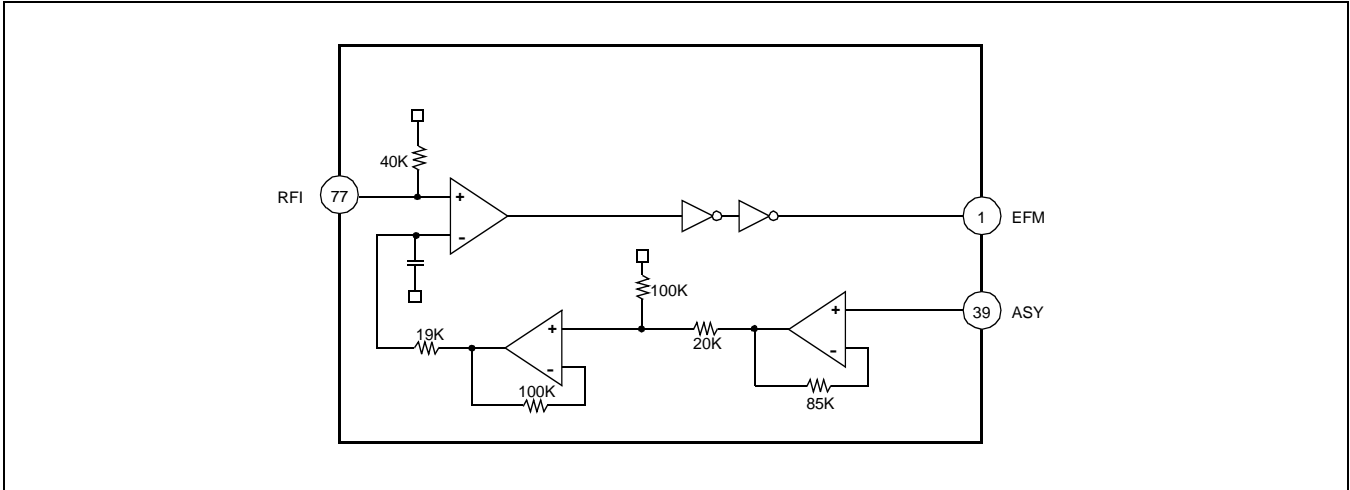 40K
RFI 77
+
-
1 EFM
100K
39 ASY
+
-
20K
85K
+
-
19K
100K